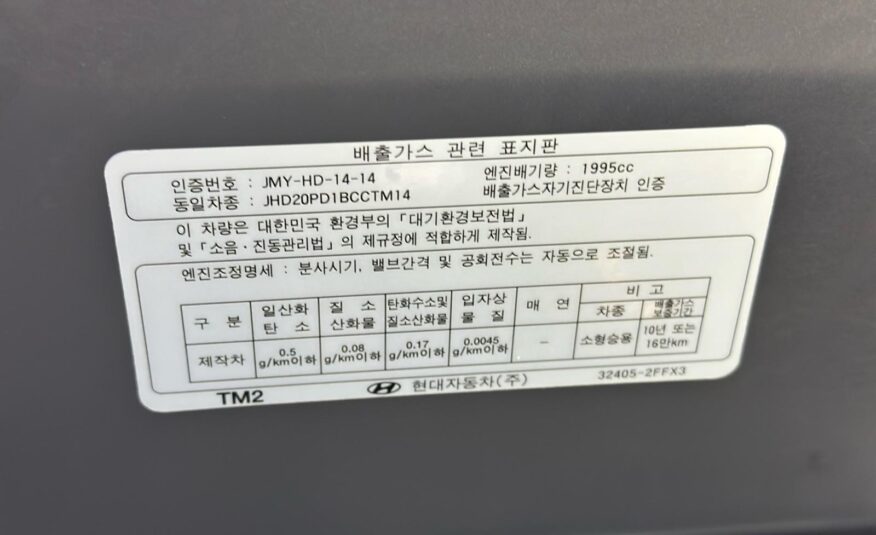 배출가스 관련 표지판
인증번호 : JMY-HD-14-14 엔진배기량 : 1995cc
동일차종 : JHD20PD1BCCTM14 배출가스자기진단장치 인증
이 차량은 대한민국 환경부의 「대기환경보전법」
및 「소음·진동관리법」의 제규정에 적합하게 제작됨.
엔진조정명세 : 분사시기, 밸브간격 및 공회전수는 자동으로 조절됨.
구 분 일산화 탄 소 질 소 산화물 탄화수소및 질소산화물 입자상 물 질 매 연 비 고
차종 배출가스 보증기간
제작차 0.5 g/km이하 0.08 g/km이하 0.17 g/km이하 0.0045 g/km이하 - 소형승용 10년 또는 16만km
TM2 현대자동차(주) 32405-2FFX3